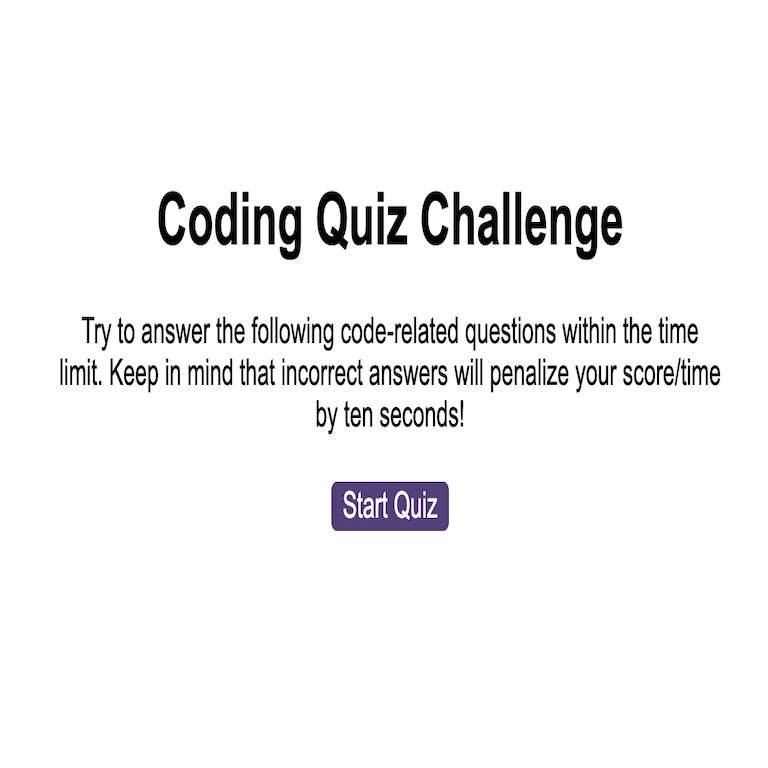 Coding Quiz Challenge
Try to answer the following code-related questions within the time
limit. Keep in mind that incorrect answers will penalize your score/time
by ten seconds!
Start Quiz